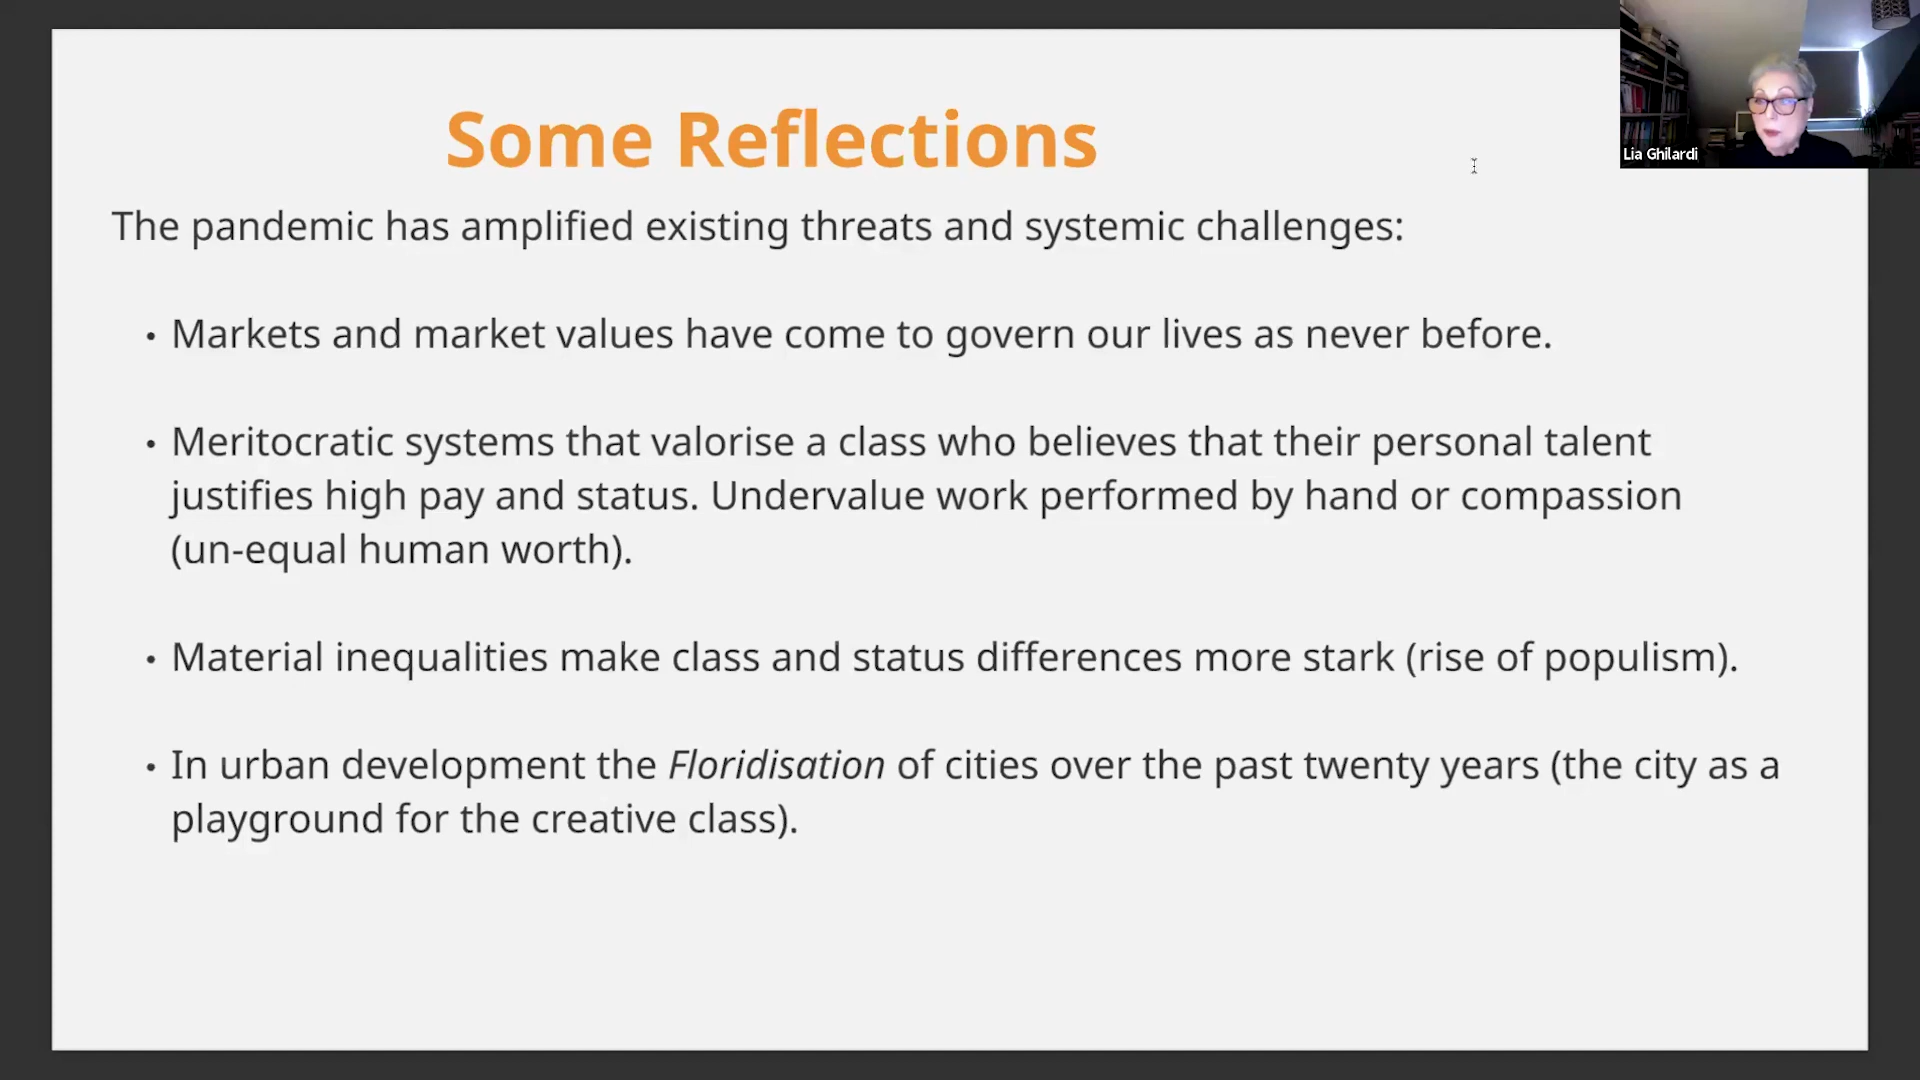 Some Reflections
Lia Ghilardi
The pandemic has amplified existing threats and systemic challenges:
• Markets and market values have come to govern our lives as never before.
• Meritocratic systems that valorise a class who believes that their personal talent
justifies high pay and status. Undervalue work performed by hand or compassion
(un-equal human worth).
• Material inequalities make class and status differences more stark (rise of populism).
• In urban development the Floridisation of cities over the past twenty years (the city as a
playground for the creative class).